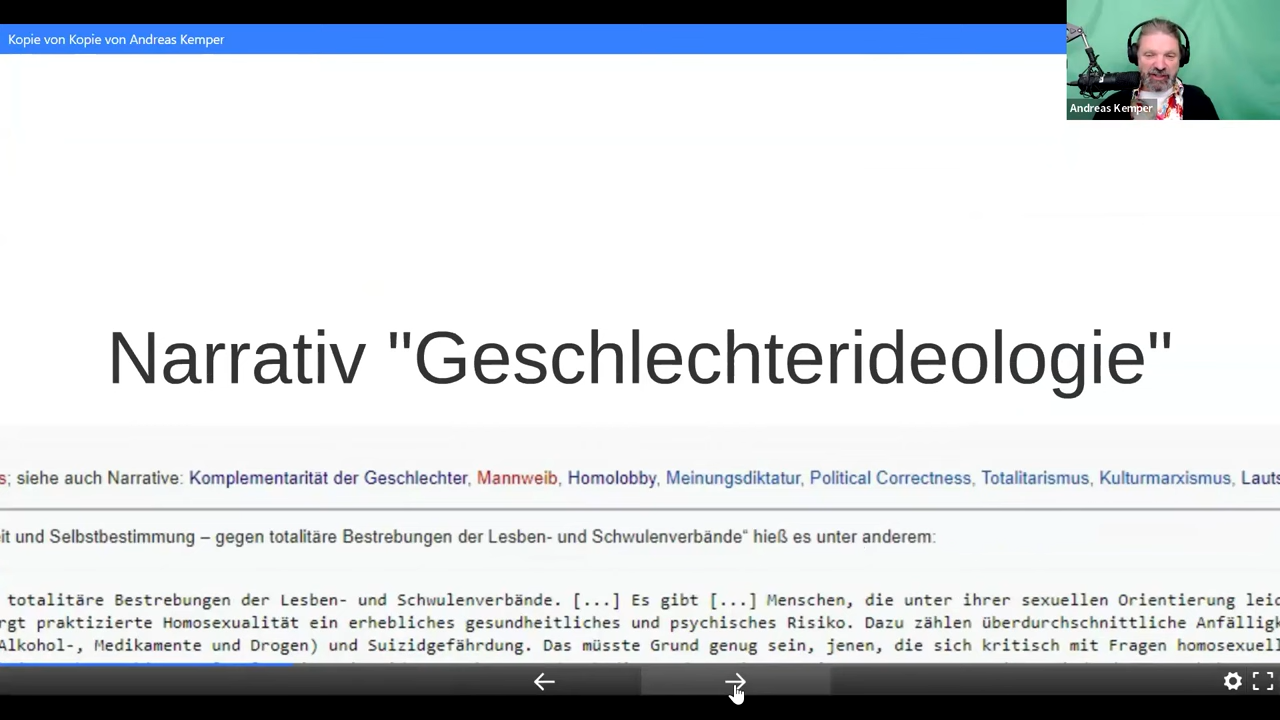 Kopie von Kopie von Andreas Kemper
Andreas Kemper
Narrativ "Geschlechterideologie"
; siehe auch Narrative: Komplementarität der Geschlechter, Mannweib, Homolobby, Meinungsdiktatur, Political Correctness, Totalitarismus, Kulturmarxismus, Lauts
it und Selbstbestimmung – gegen totalitäre Bestrebungen der Lesben- und Schwulenverbände“ hieß es unter anderem:
totalitäre Bestrebungen der Lesben- und Schwulenverbände. [...] Es gibt [...] Menschen, die unter ihrer sexuellen Orientierung leid
rgt praktizierte Homosexualität ein erhebliches gesundheitliches und psychisches Risiko. Dazu zählen überdurchschnittliche Anfällig
Alkohol-, Medikamente und Drogen) und Suizidgefährdung. Das müsste Grund genug sein, jenen, die sich kritisch mit Fragen homosexuell